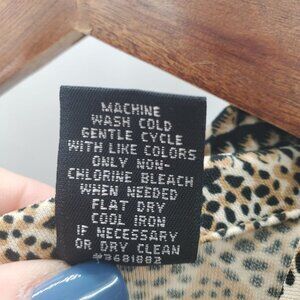 MACHINE
WASH COLD
GENTLE CYCLE
WITH LIKE COLORS
ONLY NON-
CHLORINE BLEACH
WHEN NEEDED
FLAT DRY
COOL IRON
IF NECESSARY
OR DRY CLEAN
#3681882